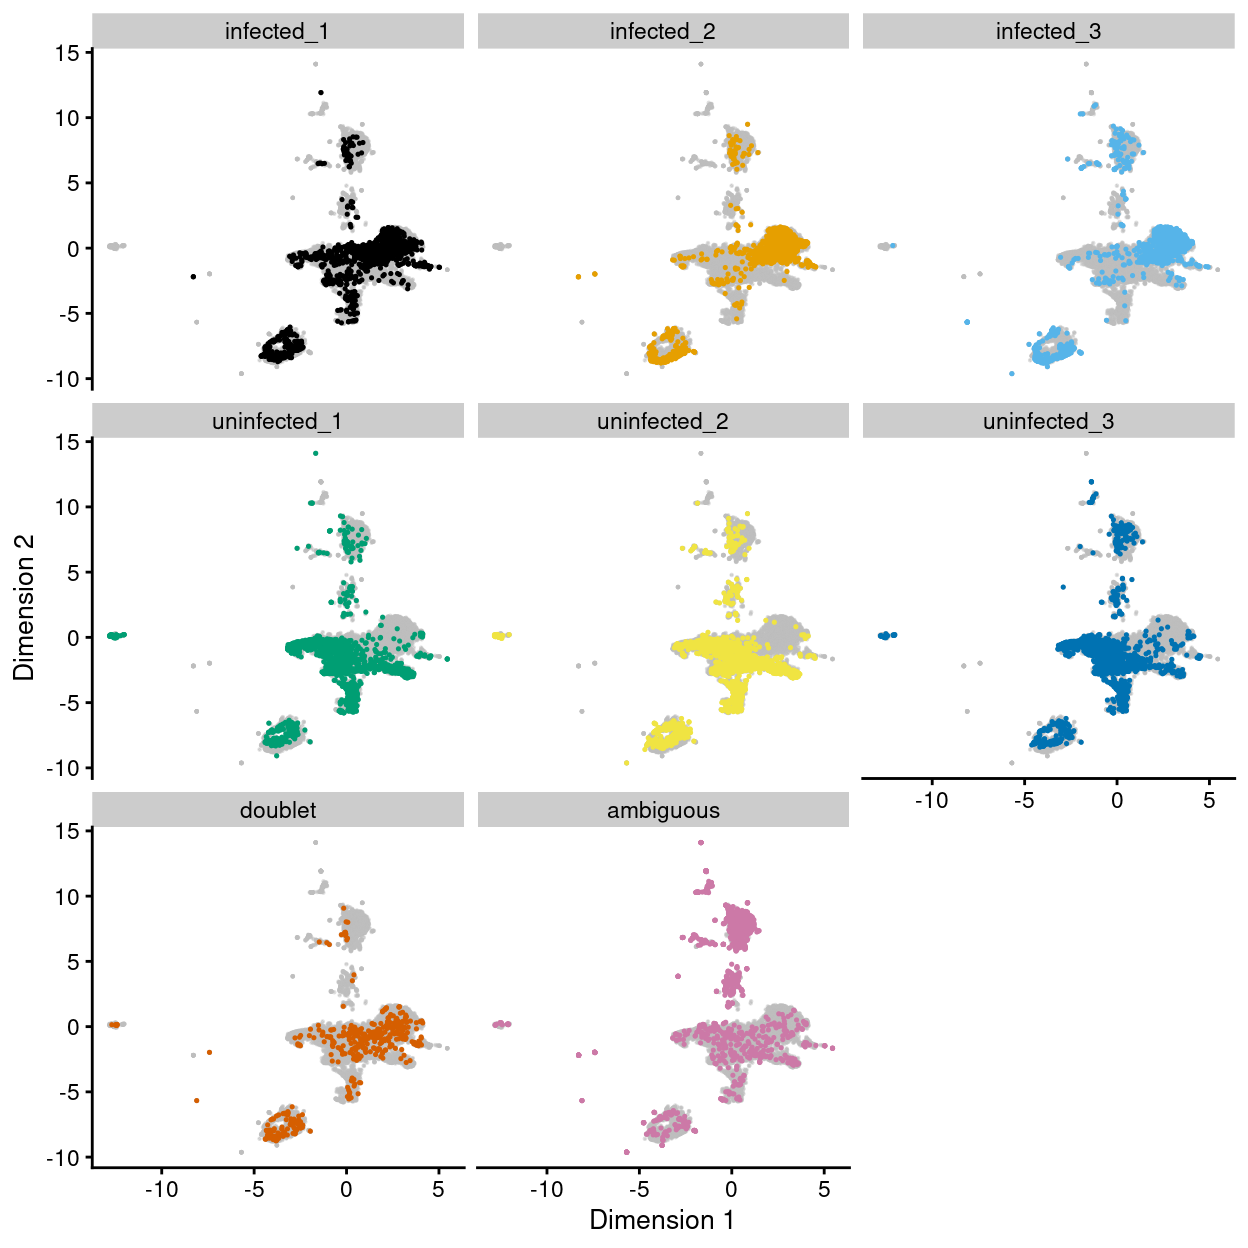 infected_1 infected_2 infected_3
15
10
5
0
-5
-10
uninfected_1 uninfected_2 uninfected_3
15
10
5
0
-5
-10
-10 -5 0 5
Dimension 2
doublet ambiguous
15
10
5
0
-5
-10
-10 -5 0 5 -10 -5 0 5
Dimension 1